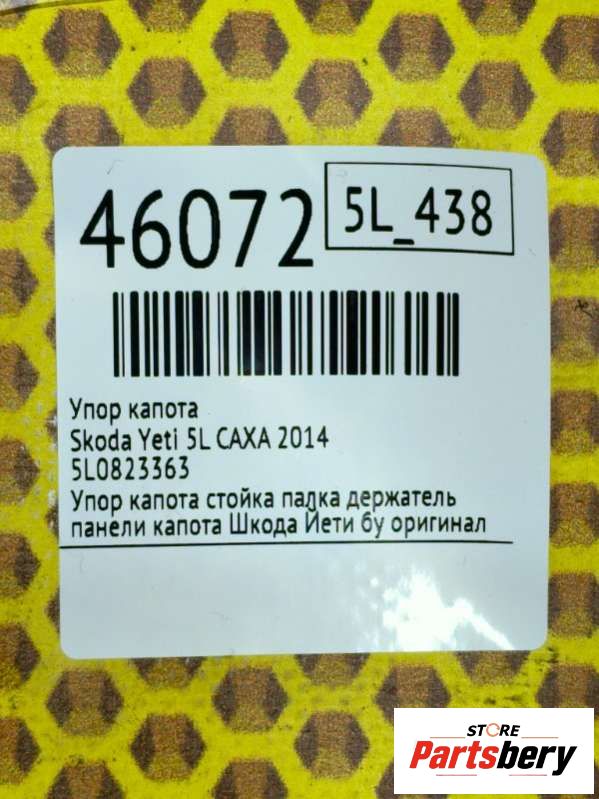 46072
5L_438
Упор капота
Skoda Yeti 5L CAXA 2014
5L0823363
Упор капота стойка палка держатель
панели капота Шкода Йети бу оригинал
STORE
Partsbery